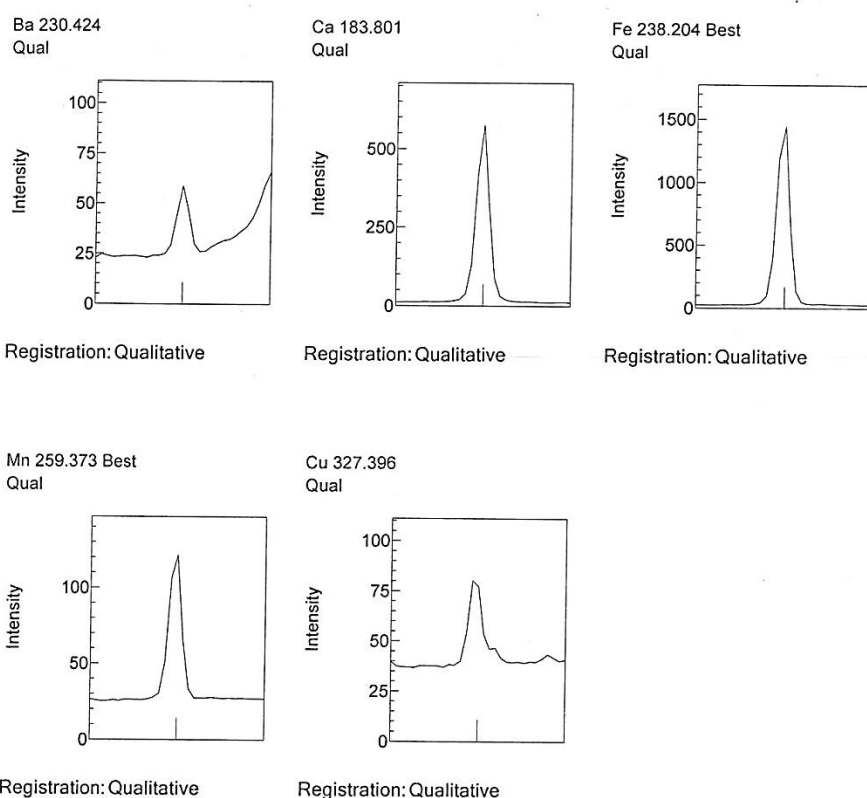 Ba 230.424
Qual
Intensity
100
75
50
25
0
Registration: Qualitative
Ca 183.801
Qual
Intensity
500
250
0
Registration: Qualitative
Fe 238.204 Best
Qual
Intensity
1500
1000
500
0
Registration: Qualitative
Mn 259.373 Best
Qual
Intensity
100
50
0
Registration: Qualitative
Cu 327.396
Qual
Intensity
100
75
50
25
0
Registration: Qualitative